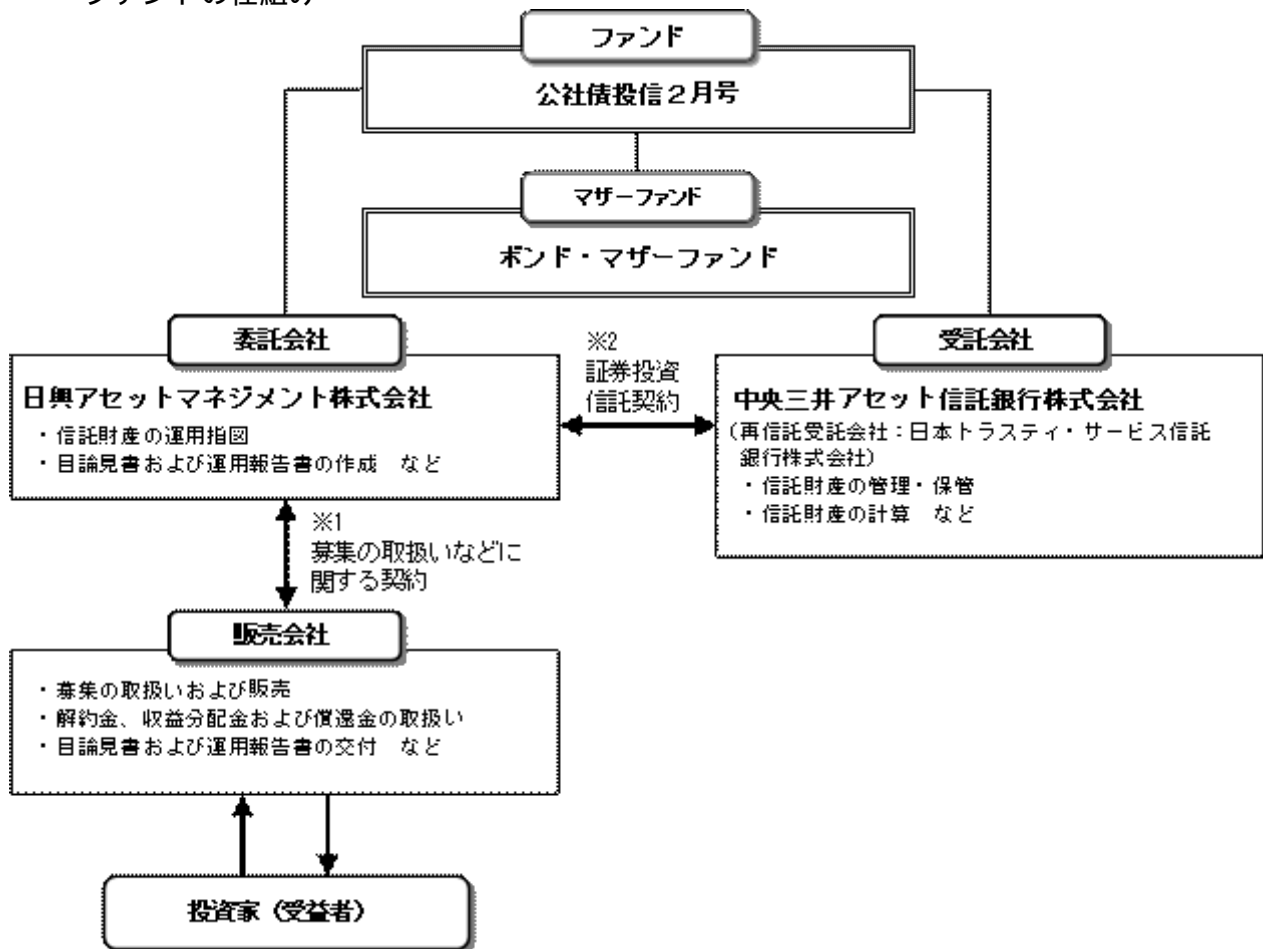 ファンドの仕組み
ファンド
公社債投信２月号
マザーファンド
ボンド・マザーファンド
委託会社
日興アセットマネジメント株式会社
・信託財産の運用指図
・目論見書および運用報告書の作成　など
※2
証券投資
信託契約
受託会社
中央三井アセット信託銀行株式会社
（再信託受託会社：日本トラスティ・サービス信託
銀行株式会社）
・信託財産の管理・保管
・信託財産の計算　など
※1
募集の取扱いなどに
関する契約
販売会社
・募集の取扱いおよび販売
・解約金、収益分配金および償還金の取扱い
・目論見書および運用報告書の交付　など
投資家（受益者）